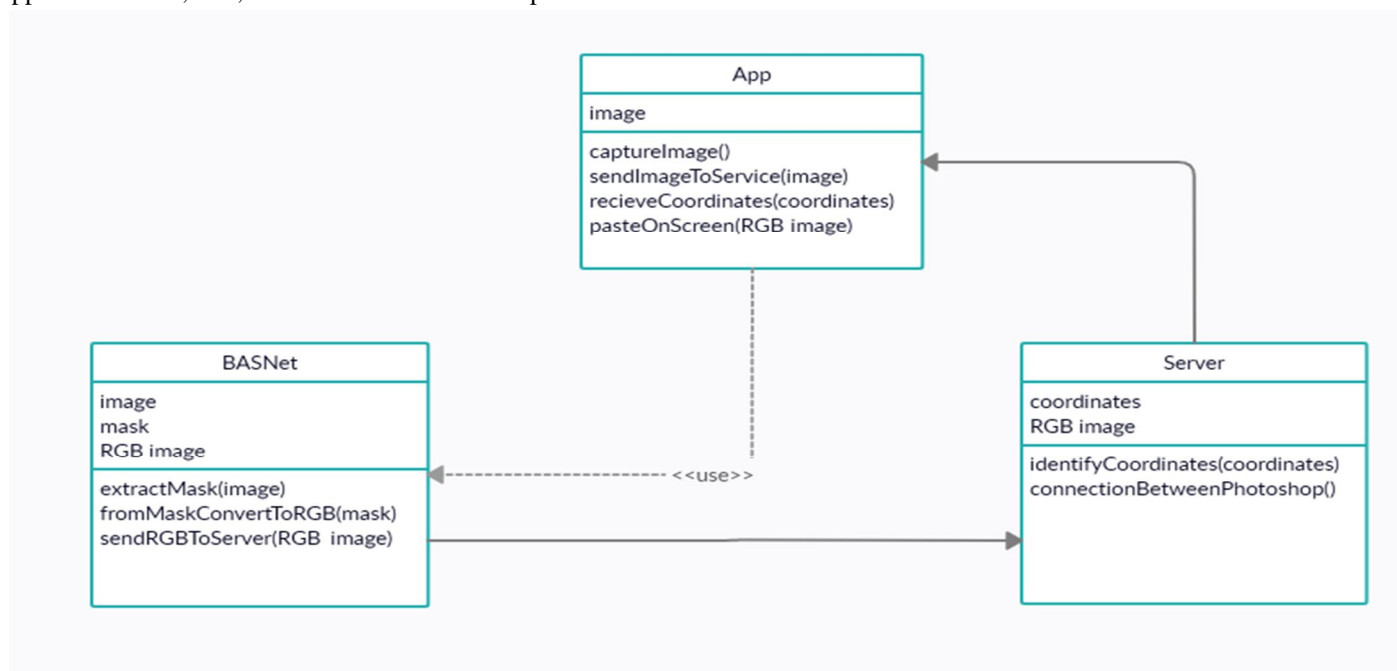 App
image
captureImage()
sendImageToService(image)
recieveCoordinates(coordinates)
pasteOnScreen(RGB image)
BASNet
image
mask
RGB image
extractMask(image)
fromMaskConvertToRGB(mask)
sendRGBToServer(RGB image)
<<use>>
Server
coordinates
RGB image
identifyCoordinates(coordinates)
connectionBetweenPhotoshop()